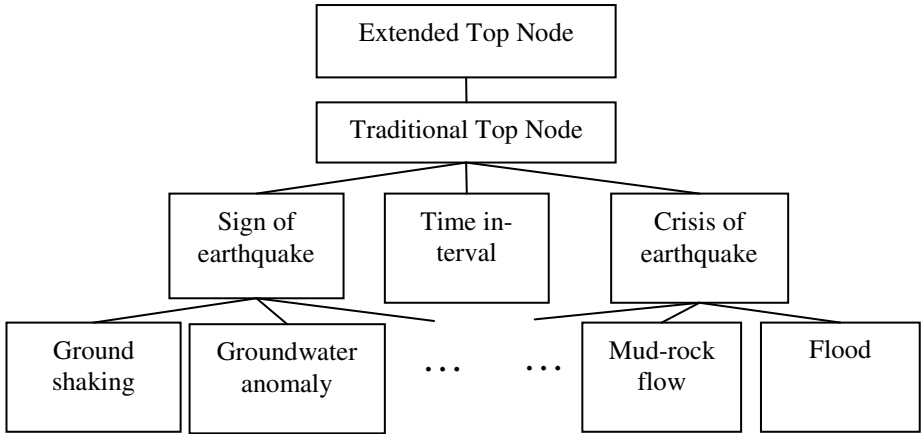 Extended Top Node
Traditional Top Node
Sign of
earthquake
Time in-
terval
Crisis of
earthquake
Ground
shaking
Groundwater
anomaly
… …
Mud-rock
flow
Flood